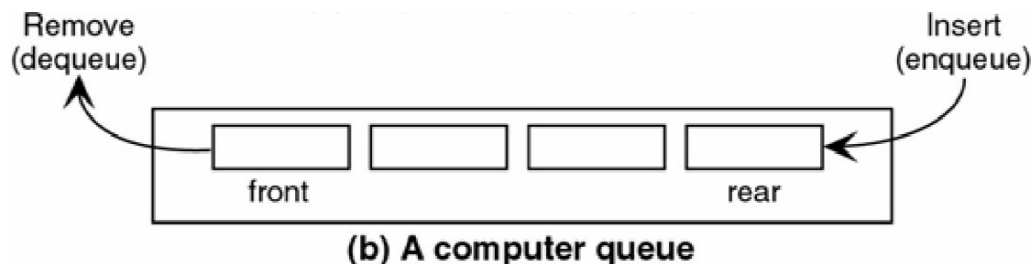 Remove
(dequeue)
Insert
(enqueue)
front
rear
(b) A computer queue